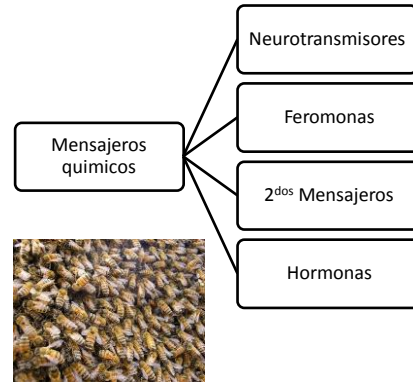 Neurotransmisores
Feromonas
Mensajeros
quimicos
2dos Mensajeros
Hormonas